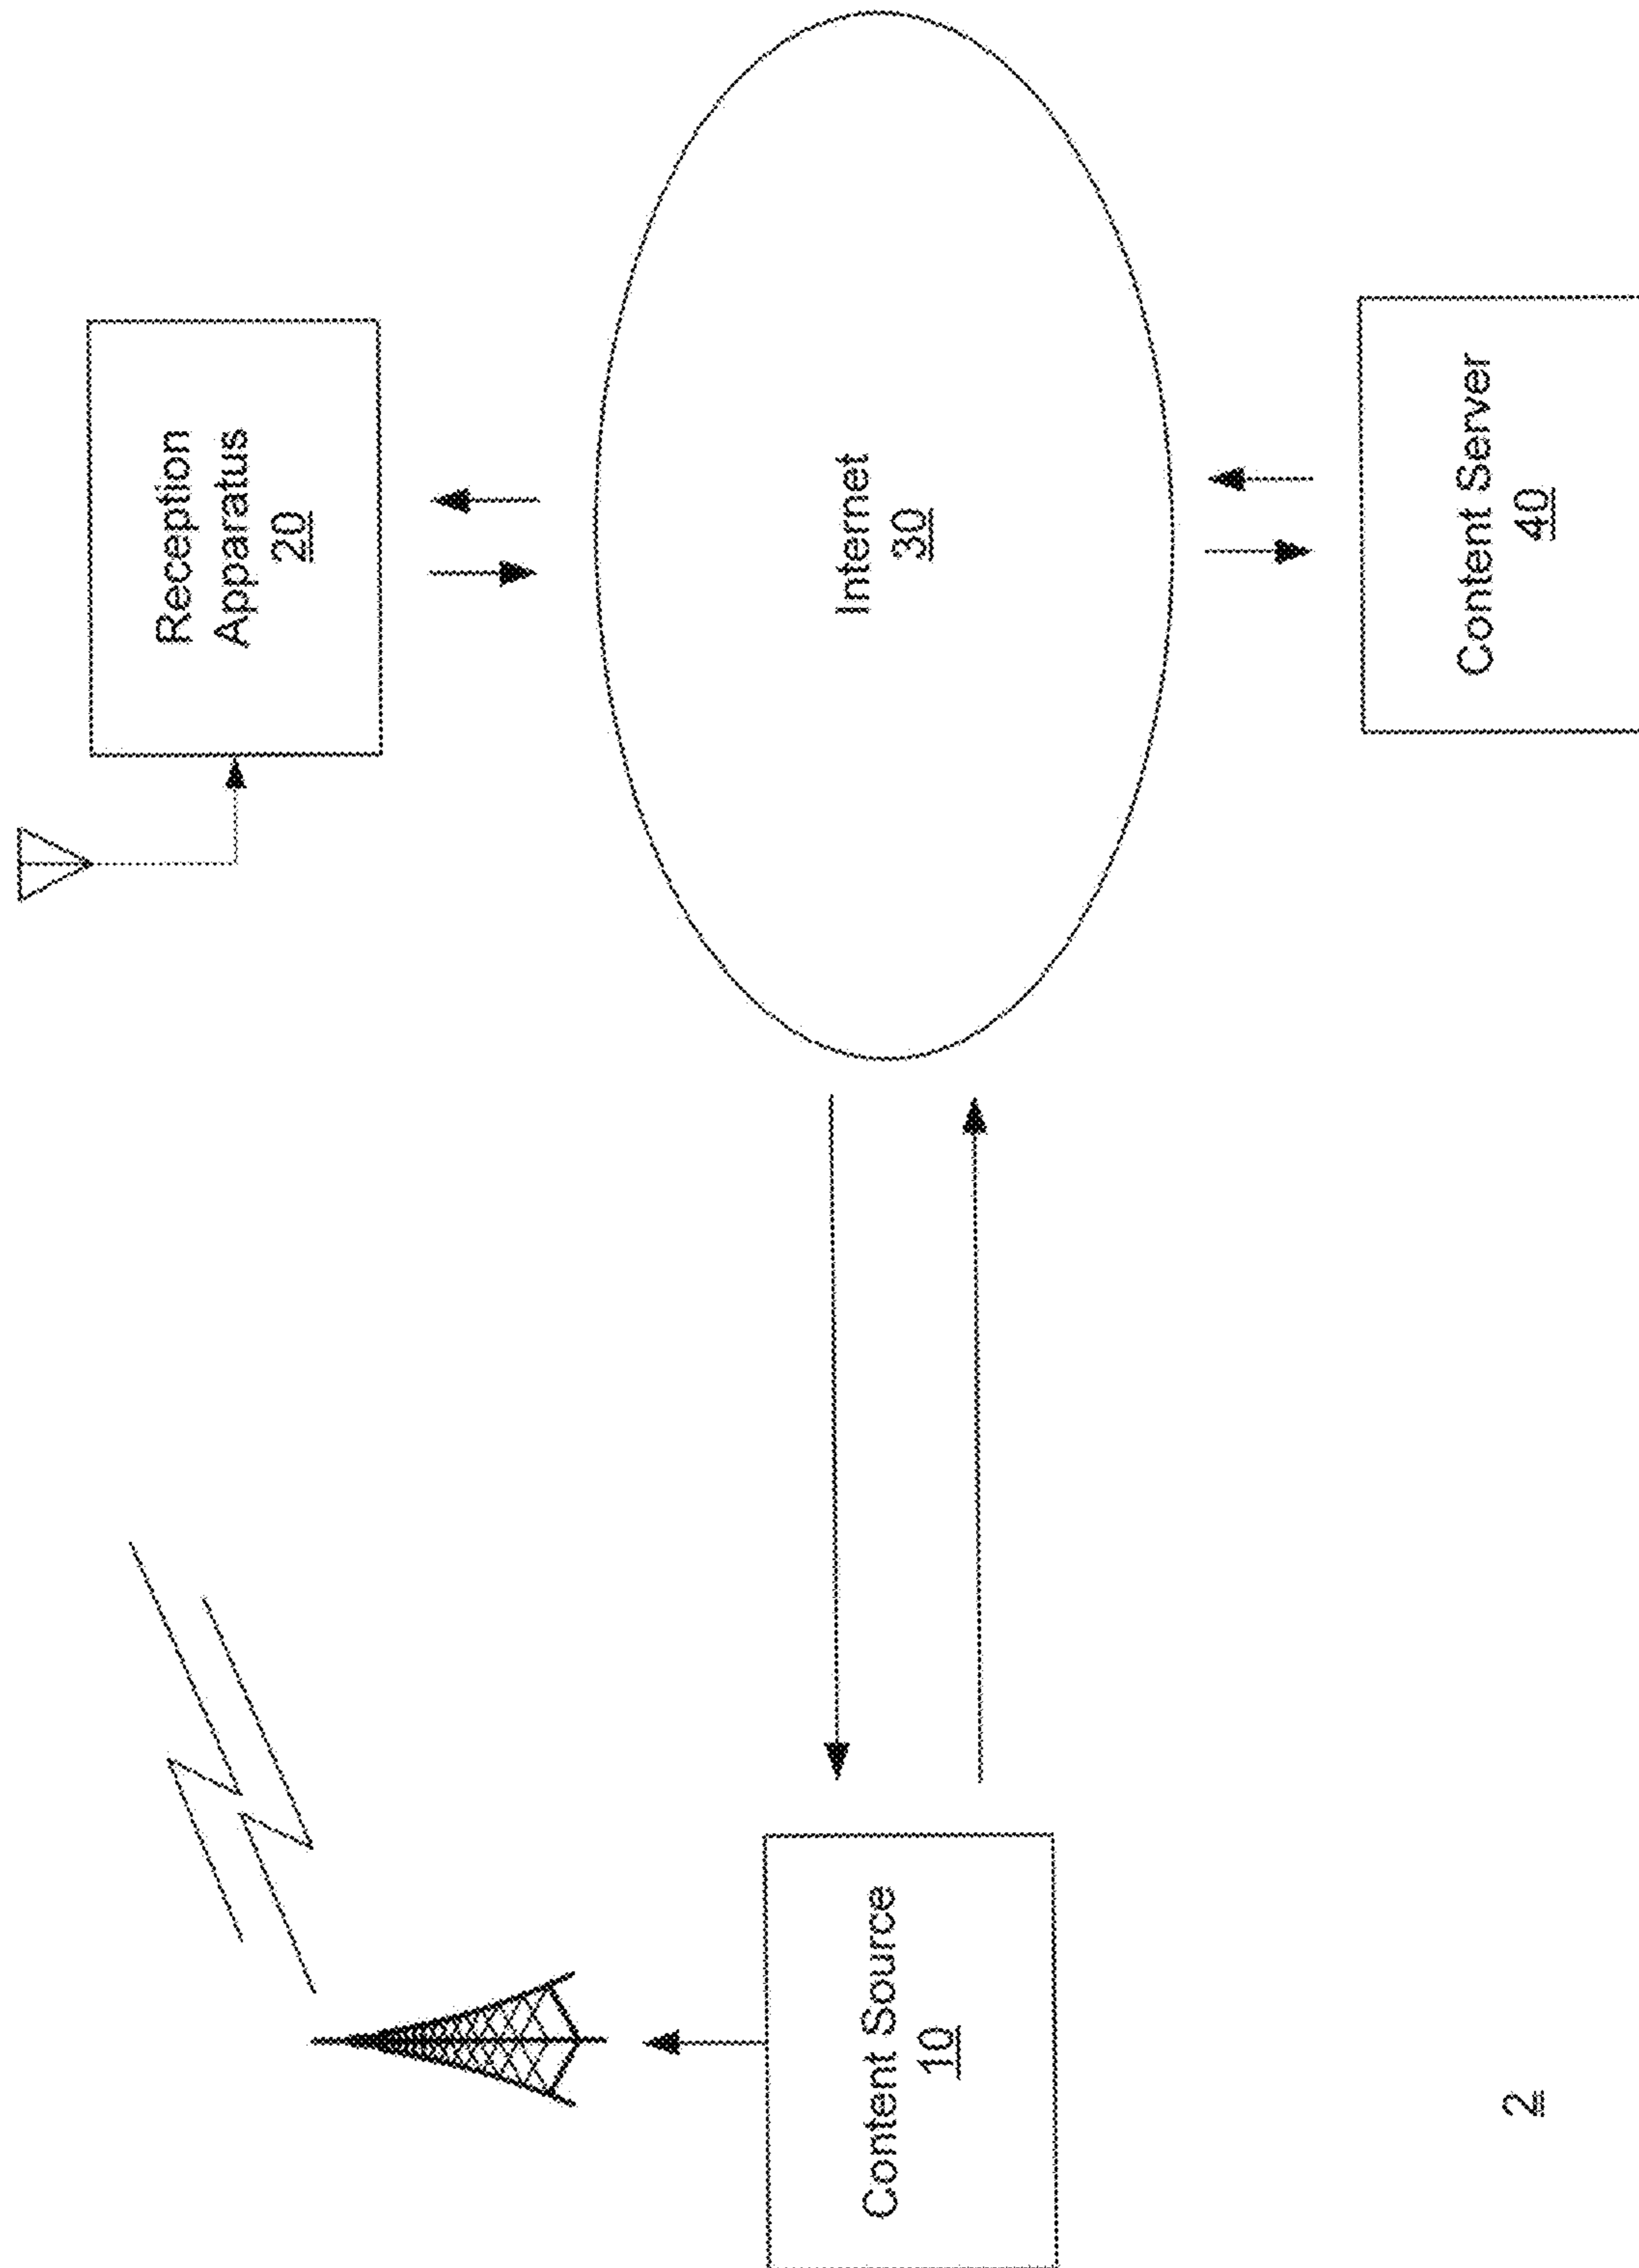 Reception
Apparatus
20
Internet
30
Content Source
10
Content Server
40
2